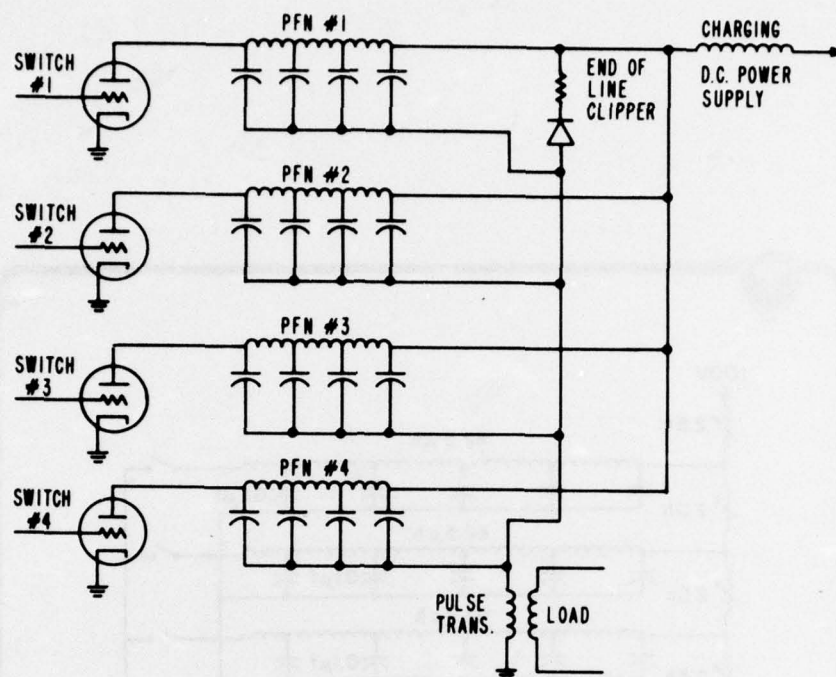 PFN #1
CHARGING
SWITCH
#1
END OF
LINE
CLIPPER
D.C. POWER
SUPPLY
PFN #2
SWITCH
#2
PFN #3
SWITCH
#3
PFN #4
SWITCH
#4
PULSE
TRANS.
LOAD